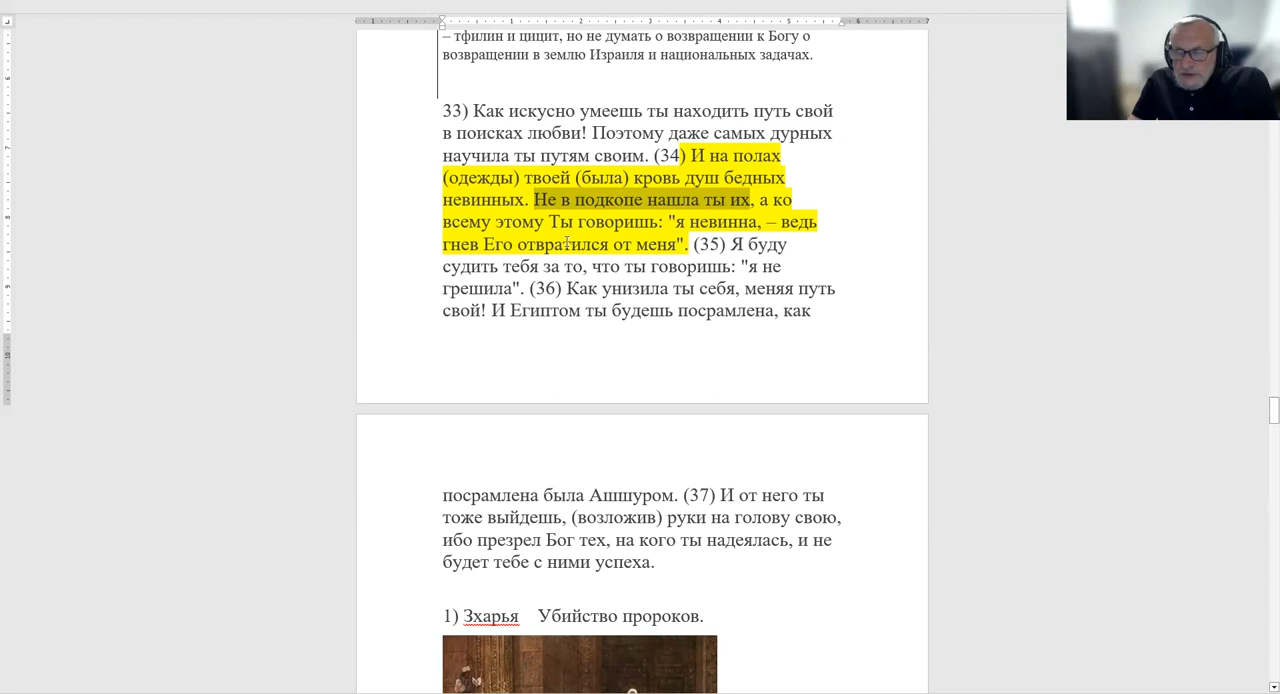 – тфилин и цицит, но не думать о возвращении к Богу о
возвращении в землю Израиля и национальных задачах.
33) Как искусно умеешь ты находить путь свой
в поисках любви! Поэтому даже самых дурных
научила ты путям своим. (34) И на полах
(одежды) твоей (была) кровь душ бедных
невинных. Не в подкопе нашла ты их, а ко
всему этому Ты говоришь: "я невинна, – ведь
гнев Его отвратился от меня". (35) Я буду
судить тебя за то, что ты говоришь: "я не
грешила". (36) Как унизила ты себя, меняя путь
свой! И Египтом ты будешь посрамлена, как
посрамлена была Ашшуром. (37) И от него ты
тоже выйдешь, (возложив) руки на голову свою,
ибо презрел Бог тех, на кого ты надеялась, и не
будет тебе с ними успеха.
1) Зхарья Убийство пророков.